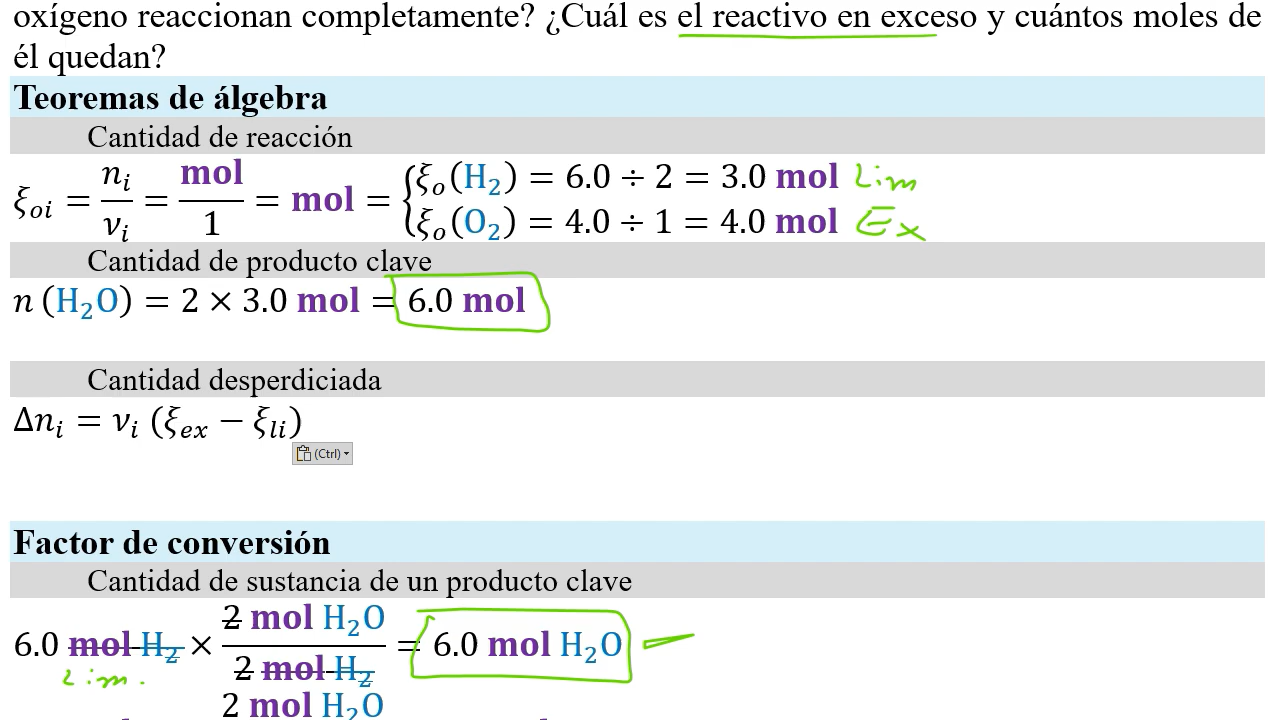 oxígeno reaccionan completamente? ¿Cuál es el reactivo en exceso y cuántos moles de
él quedan?
Teoremas de álgebra
Cantidad de reacción
ξₒᵢ = nᵢ/νᵢ = mol/1 = mol = { ξₒ(H₂) = 6.0 ÷ 2 = 3.0 mol Lim
ξₒ(O₂) = 4.0 ÷ 1 = 4.0 mol Ex
Cantidad de producto clave
n (H₂O) = 2 × 3.0 mol = 6.0 mol
Cantidad desperdiciada
Δnᵢ = νᵢ (ξₑₓ − ξₗᵢ)
(Ctrl)
Factor de conversión
Cantidad de sustancia de un producto clave
6.0 mol H₂ × 2 mol H₂O / 2 mol H₂ = 6.0 mol H₂O
Lim.
2 mol H₂O